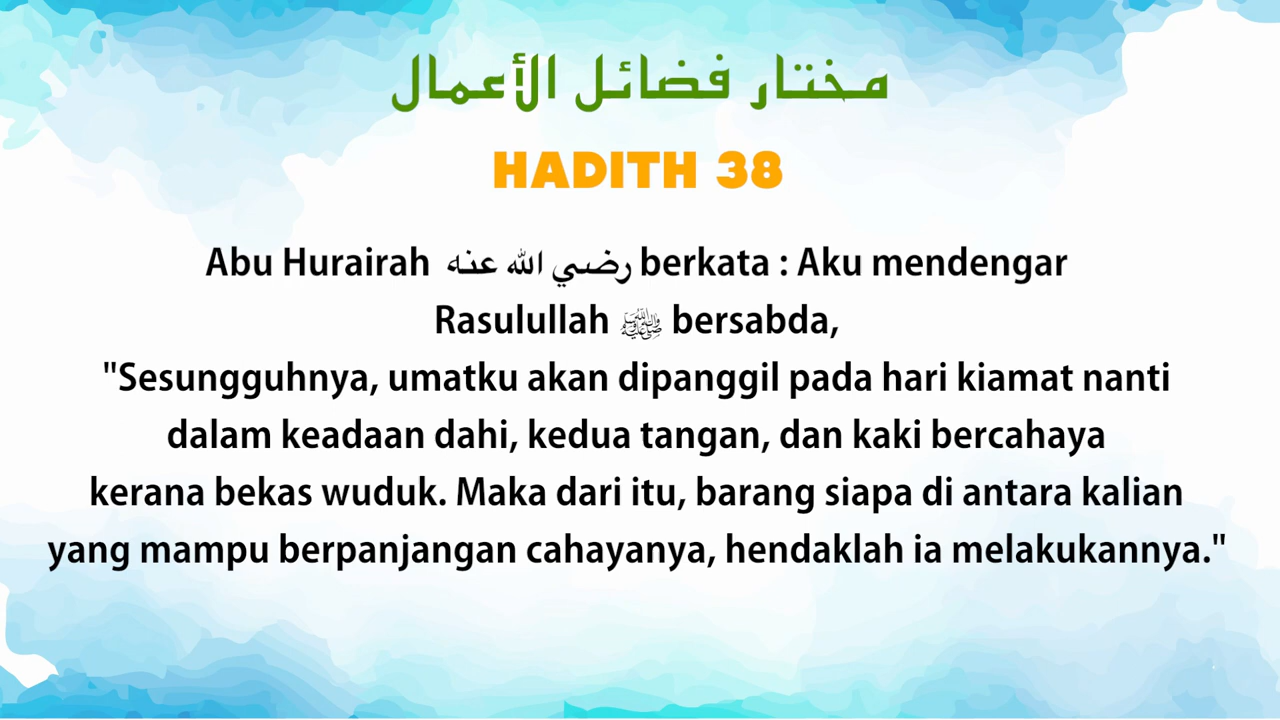 مختار فضائل الأعمال
HADITH 38
Abu Hurairah رضي الله عنه berkata : Aku mendengar
Rasulullah ﷺ bersabda,
"Sesungguhnya, umatku akan dipanggil pada hari kiamat nanti
dalam keadaan dahi, kedua tangan, dan kaki bercahaya
kerana bekas wuduk. Maka dari itu, barang siapa di antara kalian
yang mampu berpanjangan cahayanya, hendaklah ia melakukannya."